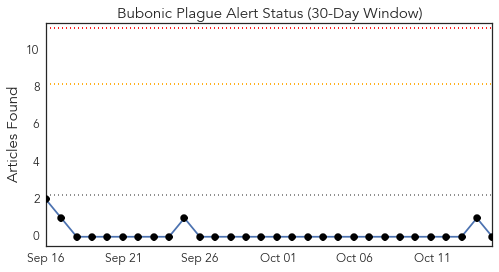 Bubonic Plague Alert Status (30-Day Window)
Articles Found
10
8
6
4
2
0
Sep 16 Sep 21 Sep 26 Oct 01 Oct 06 Oct 11